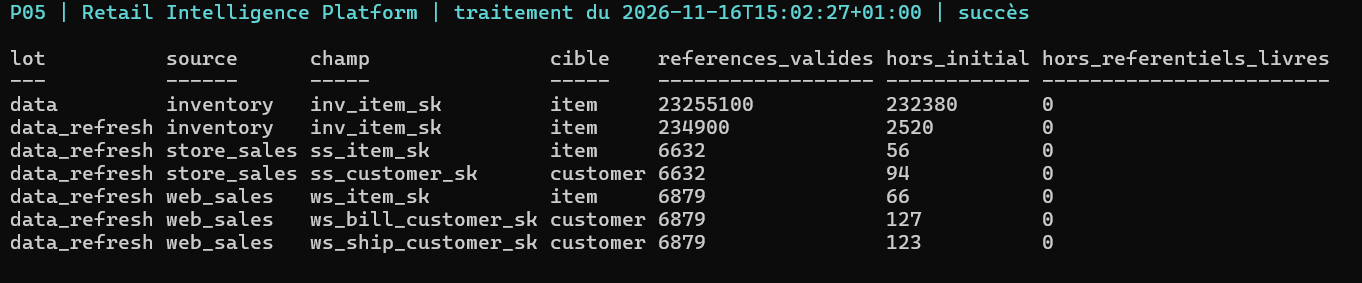 P05 | Retail Intelligence Platform | traitement du 2026-11-16T15:02:27+01:00 | succès
lot source champ cible references_valides hors_initial hors_referentiels_livres
--- ------ ----- ----- ------------------ ------------ ------------------------
data inventory inv_item_sk item 23255100 232380 0
data_refresh inventory inv_item_sk item 234900 2520 0
data_refresh store_sales ss_item_sk item 6632 56 0
data_refresh store_sales ss_customer_sk customer 6632 94 0
data_refresh web_sales ws_item_sk item 6879 66 0
data_refresh web_sales ws_bill_customer_sk customer 6879 127 0
data_refresh web_sales ws_ship_customer_sk customer 6879 123 0